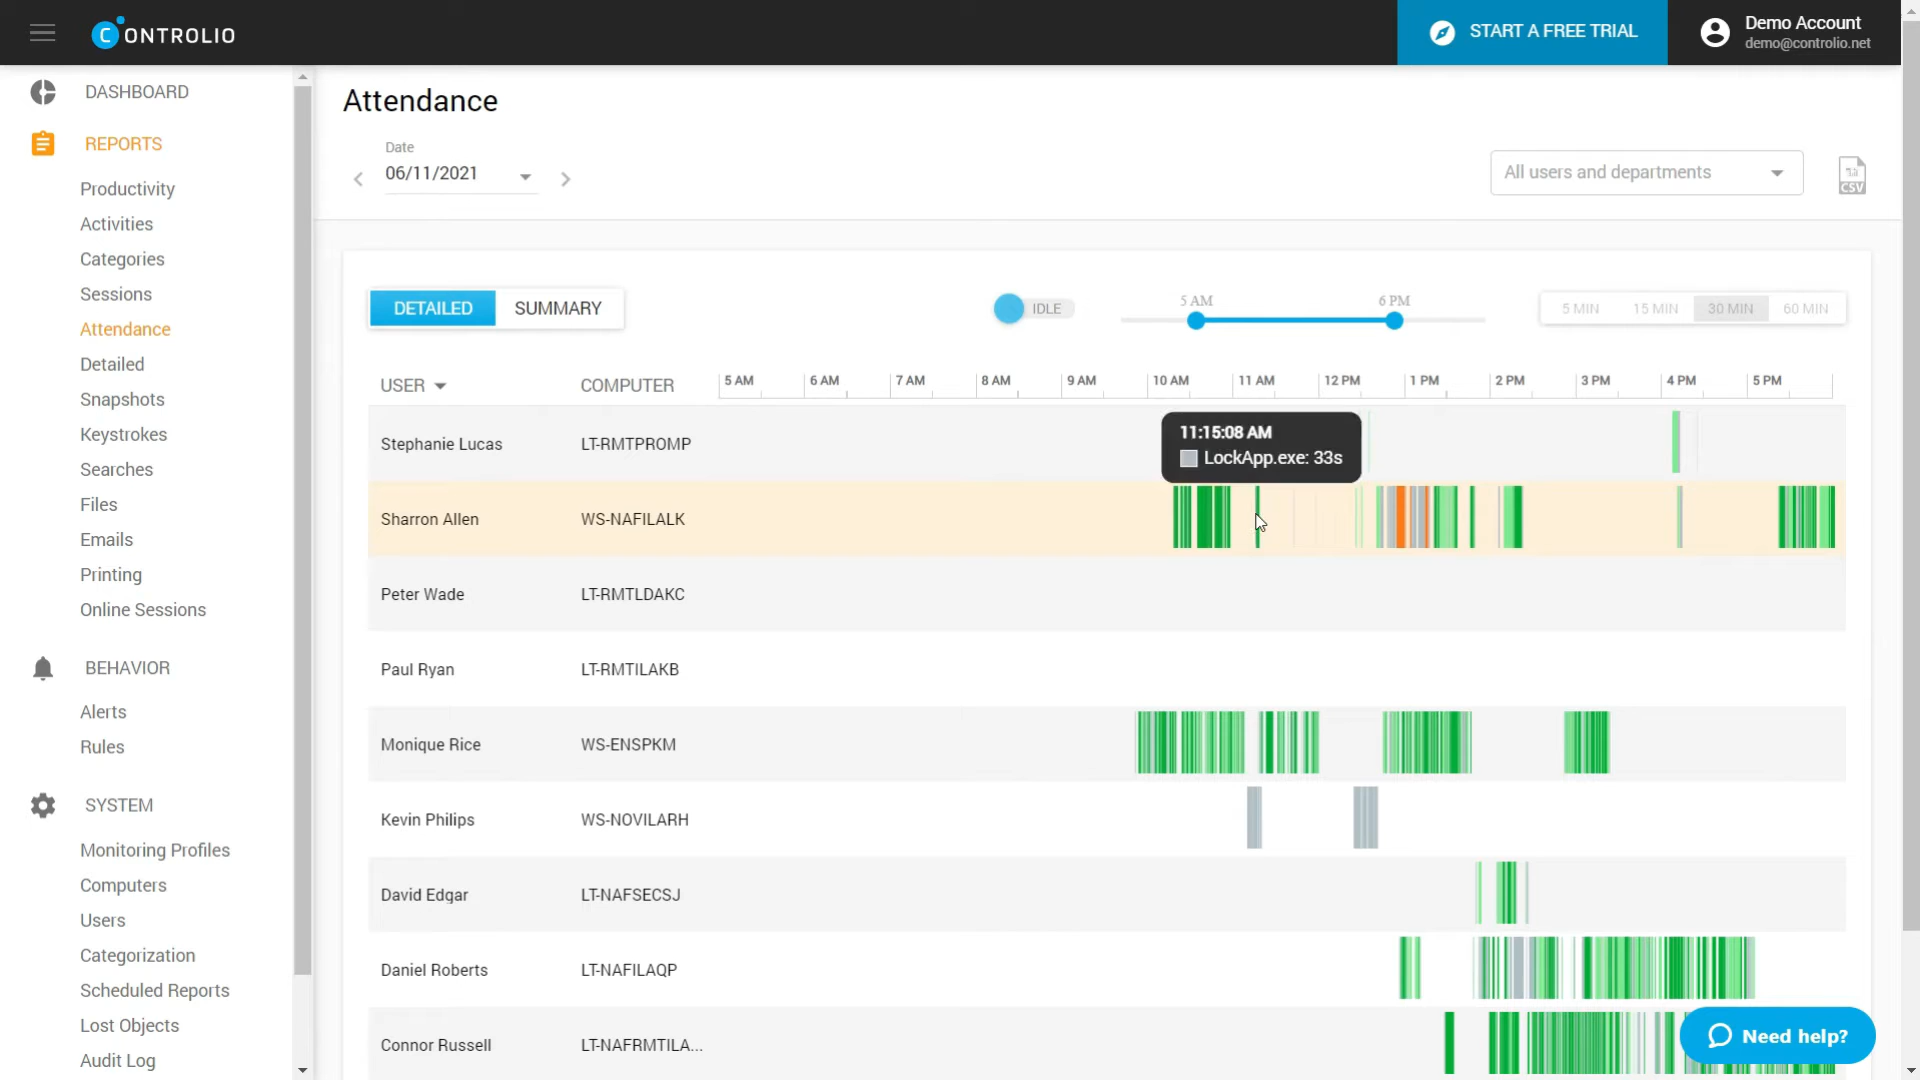 CONTROLIO
START A FREE TRIAL
Demo Account
demo@controlio.net
DASHBOARD
REPORTS
Productivity
Activities
Categories
Sessions
Attendance
Detailed
Snapshots
Keystrokes
Searches
Files
Emails
Printing
Online Sessions
BEHAVIOR
Alerts
Rules
SYSTEM
Monitoring Profiles
Computers
Users
Categorization
Scheduled Reports
Lost Objects
Audit Log
Attendance
Date
06/11/2021
All users and departments
CSV
DETAILED SUMMARY
IDLE
5 AM 6 PM
5 MIN 15 MIN 30 MIN 60 MIN
USER COMPUTER 5 AM 6 AM 7 AM 8 AM 9 AM 10 AM 11 AM 12 PM 1 PM 2 PM 3 PM 4 PM 5 PM
11:15:08 AM
LockApp.exe: 33s
Stephanie Lucas LT-RMTPROMP
Sharron Allen WS-NAFILALK
Peter Wade LT-RMTLDAKC
Paul Ryan LT-RMTILAKB
Monique Rice WS-ENSPKM
Kevin Philips WS-NOVILARH
David Edgar LT-NAFSECSJ
Daniel Roberts LT-NAFILAQP
Connor Russell LT-NAFRMTILA...
Need help?